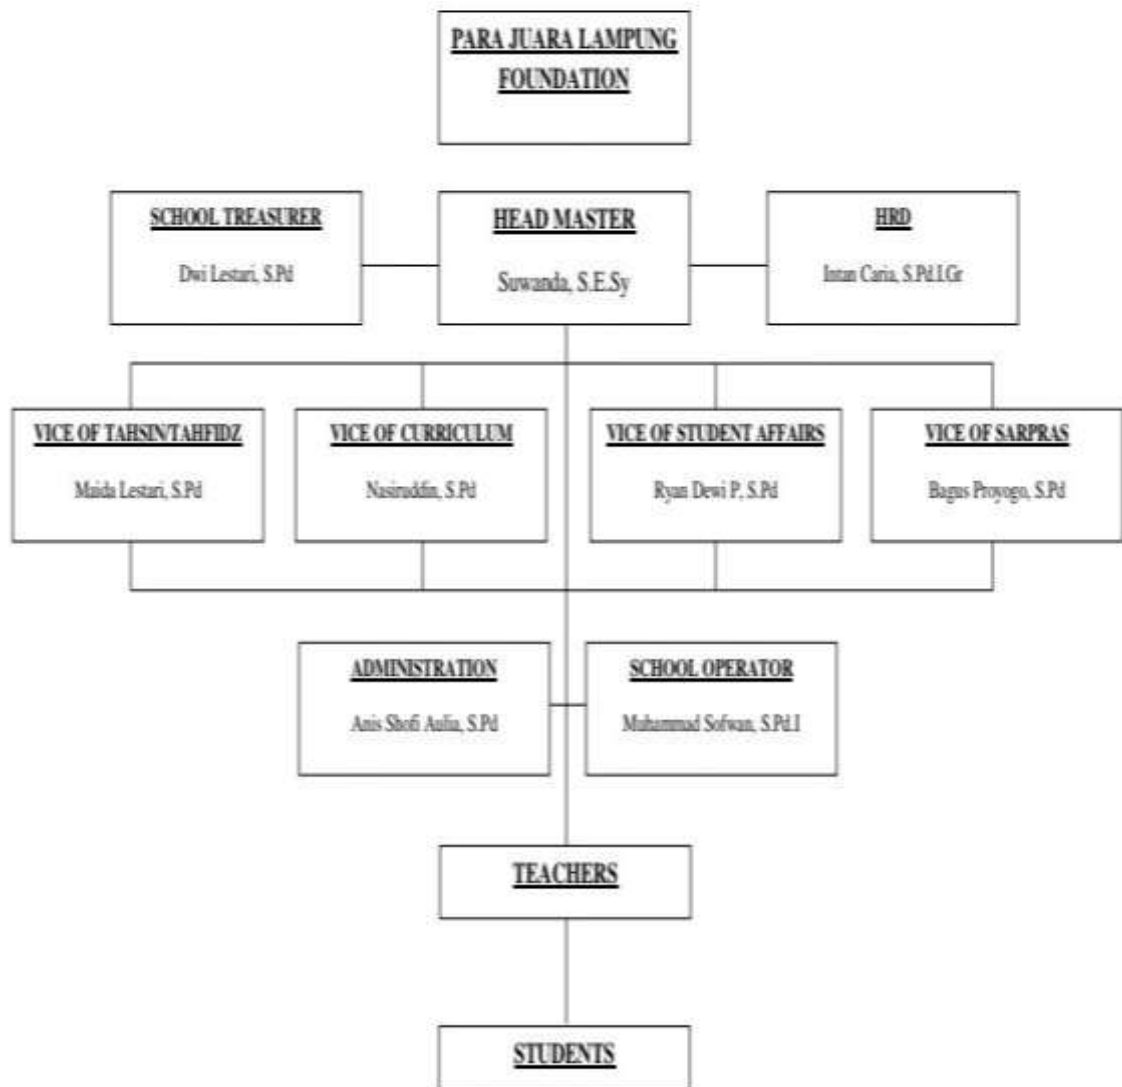 PARA JUARA LAMPUNG
FOUNDATION
SCHOOL TREASURER
Dwi Lestari, S.Pd
HEAD MASTER
Suwanda, S.E.Sy
HRD
Intan Caria, S.Pd.I.Gr
VICE OF TAHSIN/TAHFIDZ
Maida Lestari, S.Pd
VICE OF CURRICULUM
Nasiruddin, S.Pd
VICE OF STUDENT AFFAIRS
Ryan Dewi P, S.Pd
VICE OF SARPRAS
Bagus Proyogo, S.Pd
ADMINISTRATION
Anis Shofi Aulia, S.Pd
SCHOOL OPERATOR
Muhammad Sofwan, S.Pd.I
TEACHERS
STUDENTS